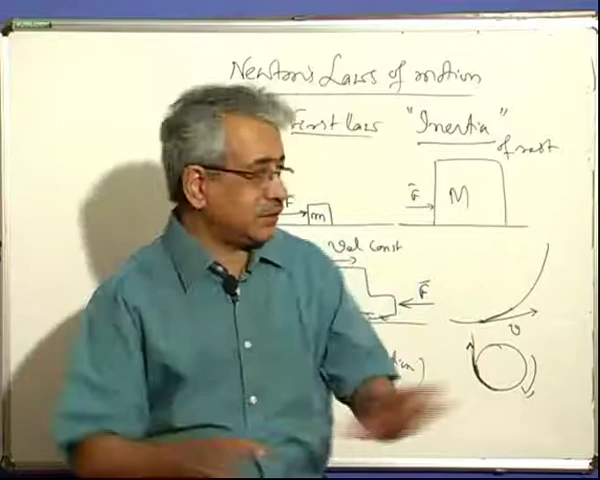 Newton's Laws of motion
First law "Inertia"
of rest
F m F M
Vel const
F
v